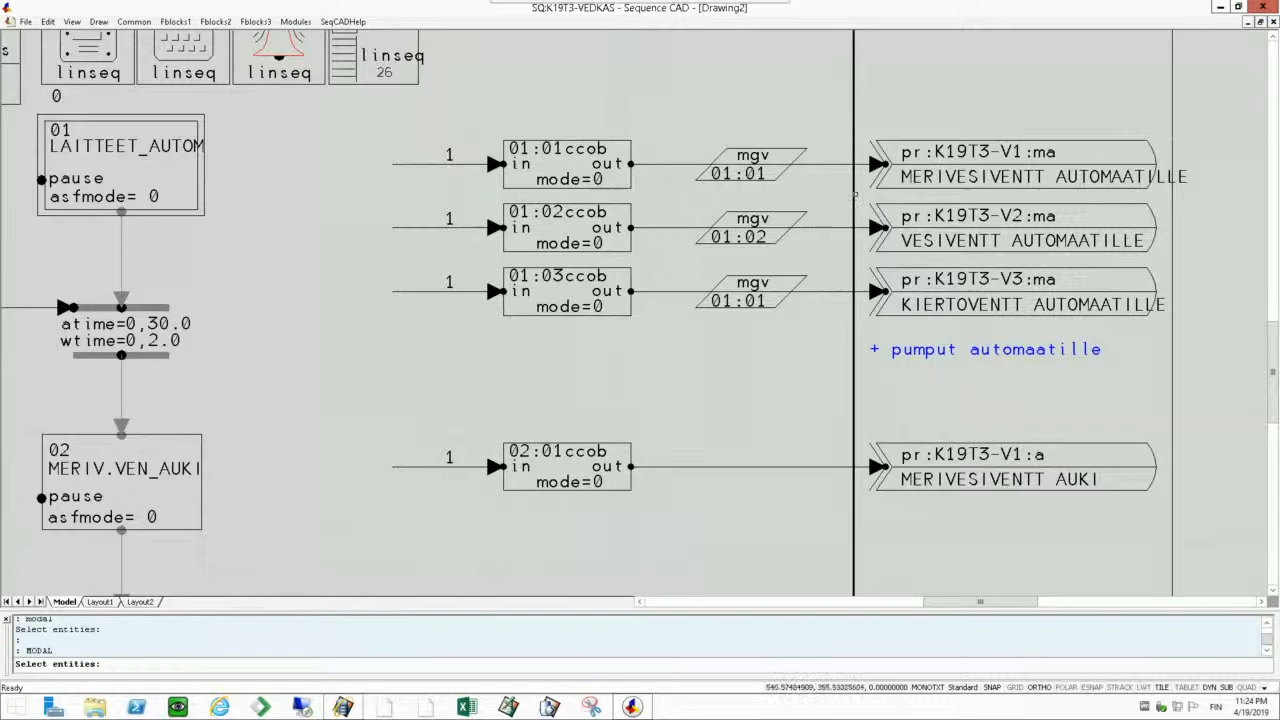 SQ:K19T3-VEDKAS - Sequence CAD - [Drawing2]
File Edit View Draw Common Fblocks1 Fblocks2 Fblocks3 Modules SeqCADHelp
s
linseq linseq linseq linseq
26
0
01
LAITTEET_AUTOM
pause
asfmode= 0
1 01:01ccob
in out
mode=0
mgv
01:01
pr:K19T3-V1:ma
MERIVESIVENTT AUTOMAATILLE
1 01:02ccob
in out
mode=0
mgv
01:02
pr:K19T3-V2:ma
VESIVENTT AUTOMAATILLE
1 01:03ccob
in out
mode=0
mgv
01:01
pr:K19T3-V3:ma
KIERTOVENTT AUTOMAATILLE
atime=0,30.0
wtime=0,2.0
+ pumput automaatille
02
MERIV.VEN_AUKI
pause
asfmode= 0
1 02:01ccob
in out
mode=0
pr:K19T3-V1:a
MERIVESIVENTT AUKI
Model Layout1 Layout2
: modal
Select entities:
:
: MODAL
Select entities:
Ready
MONOTXT Standard SNAP GRID ORTHO POLAR ESNAP STRACK LWT TILE TABLET DYN SUB QUAD
FIN
11:24 PM
4/19/2019